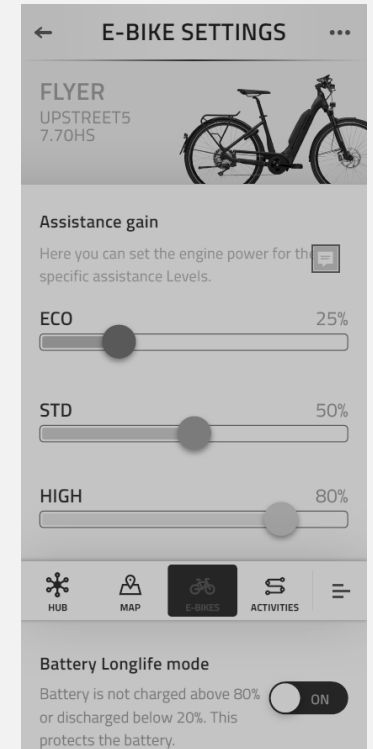 E-BIKE SETTINGS
FLYER
UPSTREET5
7.70HS
Assistance gain
Here you can set the engine power for the
specific assistance Levels.
ECO 25%
STD 50%
HIGH 80%
HUB MAP E-BIKES ACTIVITIES
Battery Longlife mode
Battery is not charged above 80%
or discharged below 20%. This
protects the battery.
ON